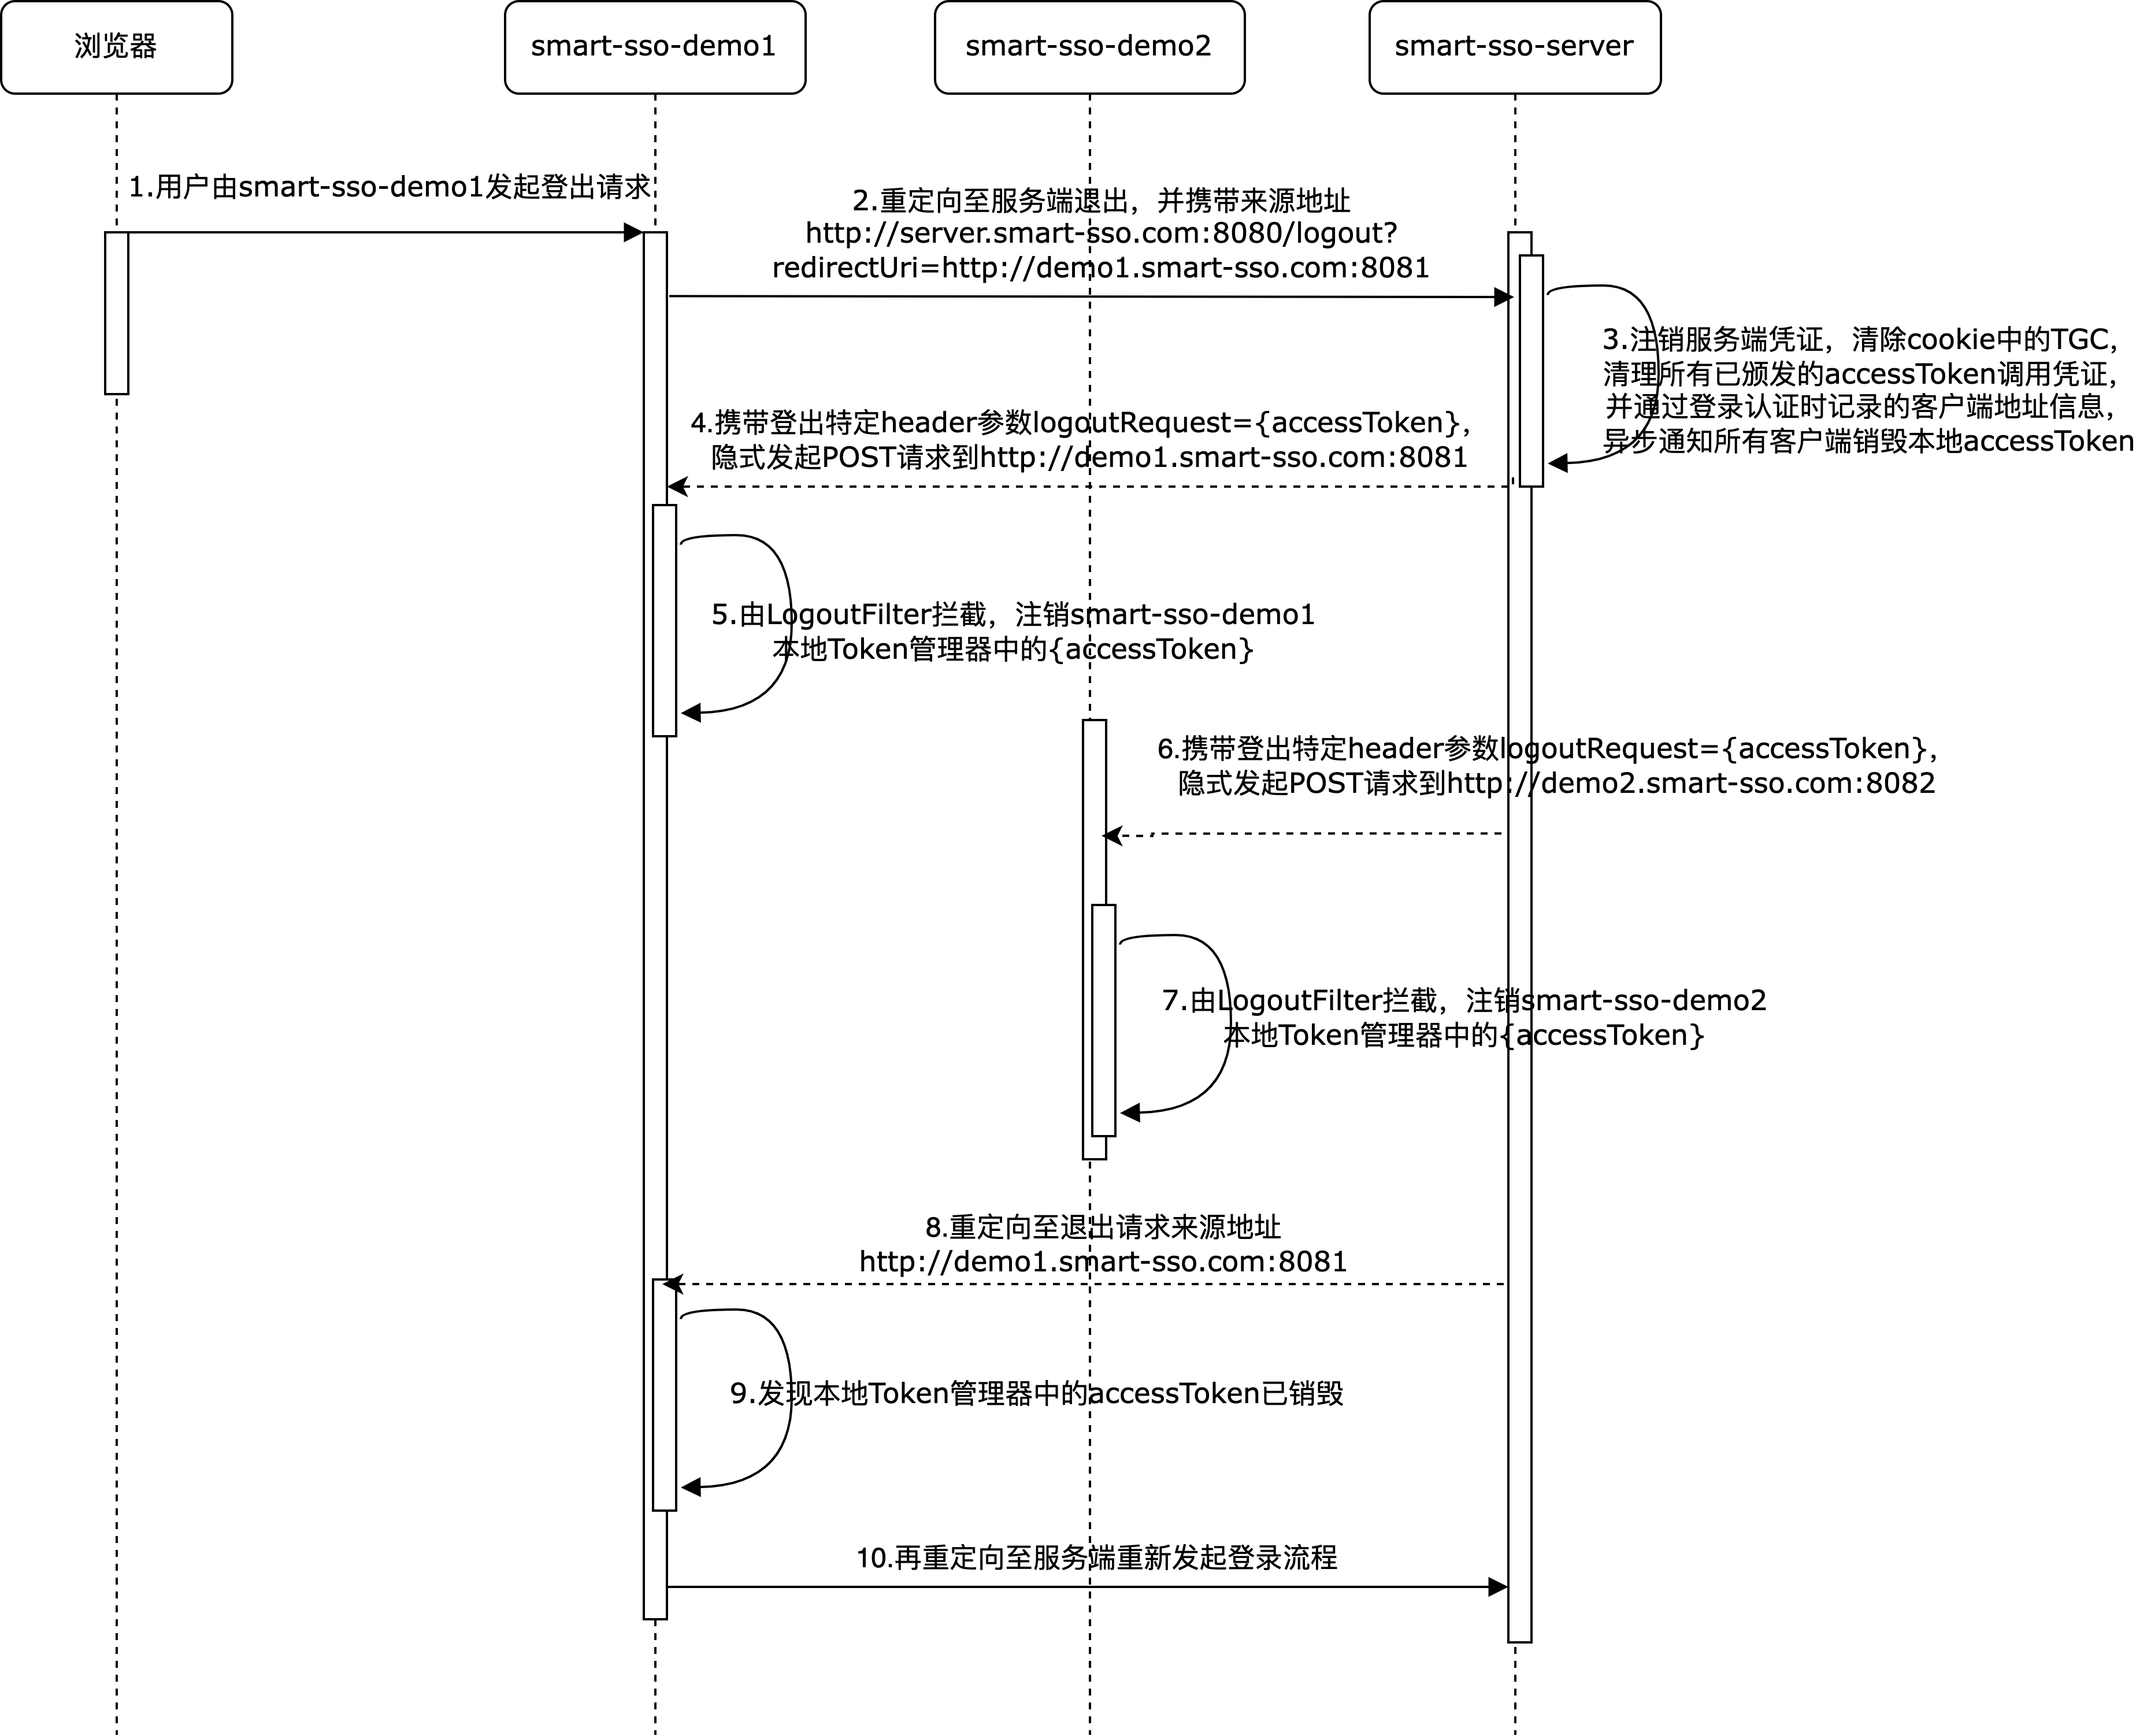 浏览器
smart-sso-demo1
smart-sso-demo2
smart-sso-server
1.用户由smart-sso-demo1发起登出请求
2.重定向至服务端退出，并携带来源地址
http://server.smart-sso.com:8080/logout?
redirectUri=http://demo1.smart-sso.com:8081
3.注销服务端凭证，清除cookie中的TGC，
清理所有已颁发的accessToken调用凭证，
并通过登录认证时记录的客户端地址信息，
异步通知所有客户端销毁本地accessToken
4.携带登出特定header参数logoutRequest={accessToken}，
隐式发起POST请求到http://demo1.smart-sso.com:8081
5.由LogoutFilter拦截，注销smart-sso-demo1
本地Token管理器中的{accessToken}
6.携带登出特定header参数logoutRequest={accessToken}，
隐式发起POST请求到http://demo2.smart-sso.com:8082
7.由LogoutFilter拦截，注销smart-sso-demo2
本地Token管理器中的{accessToken}
8.重定向至退出请求来源地址
http://demo1.smart-sso.com:8081
9.发现本地Token管理器中的accessToken已销毁
10.再重定向至服务端重新发起登录流程